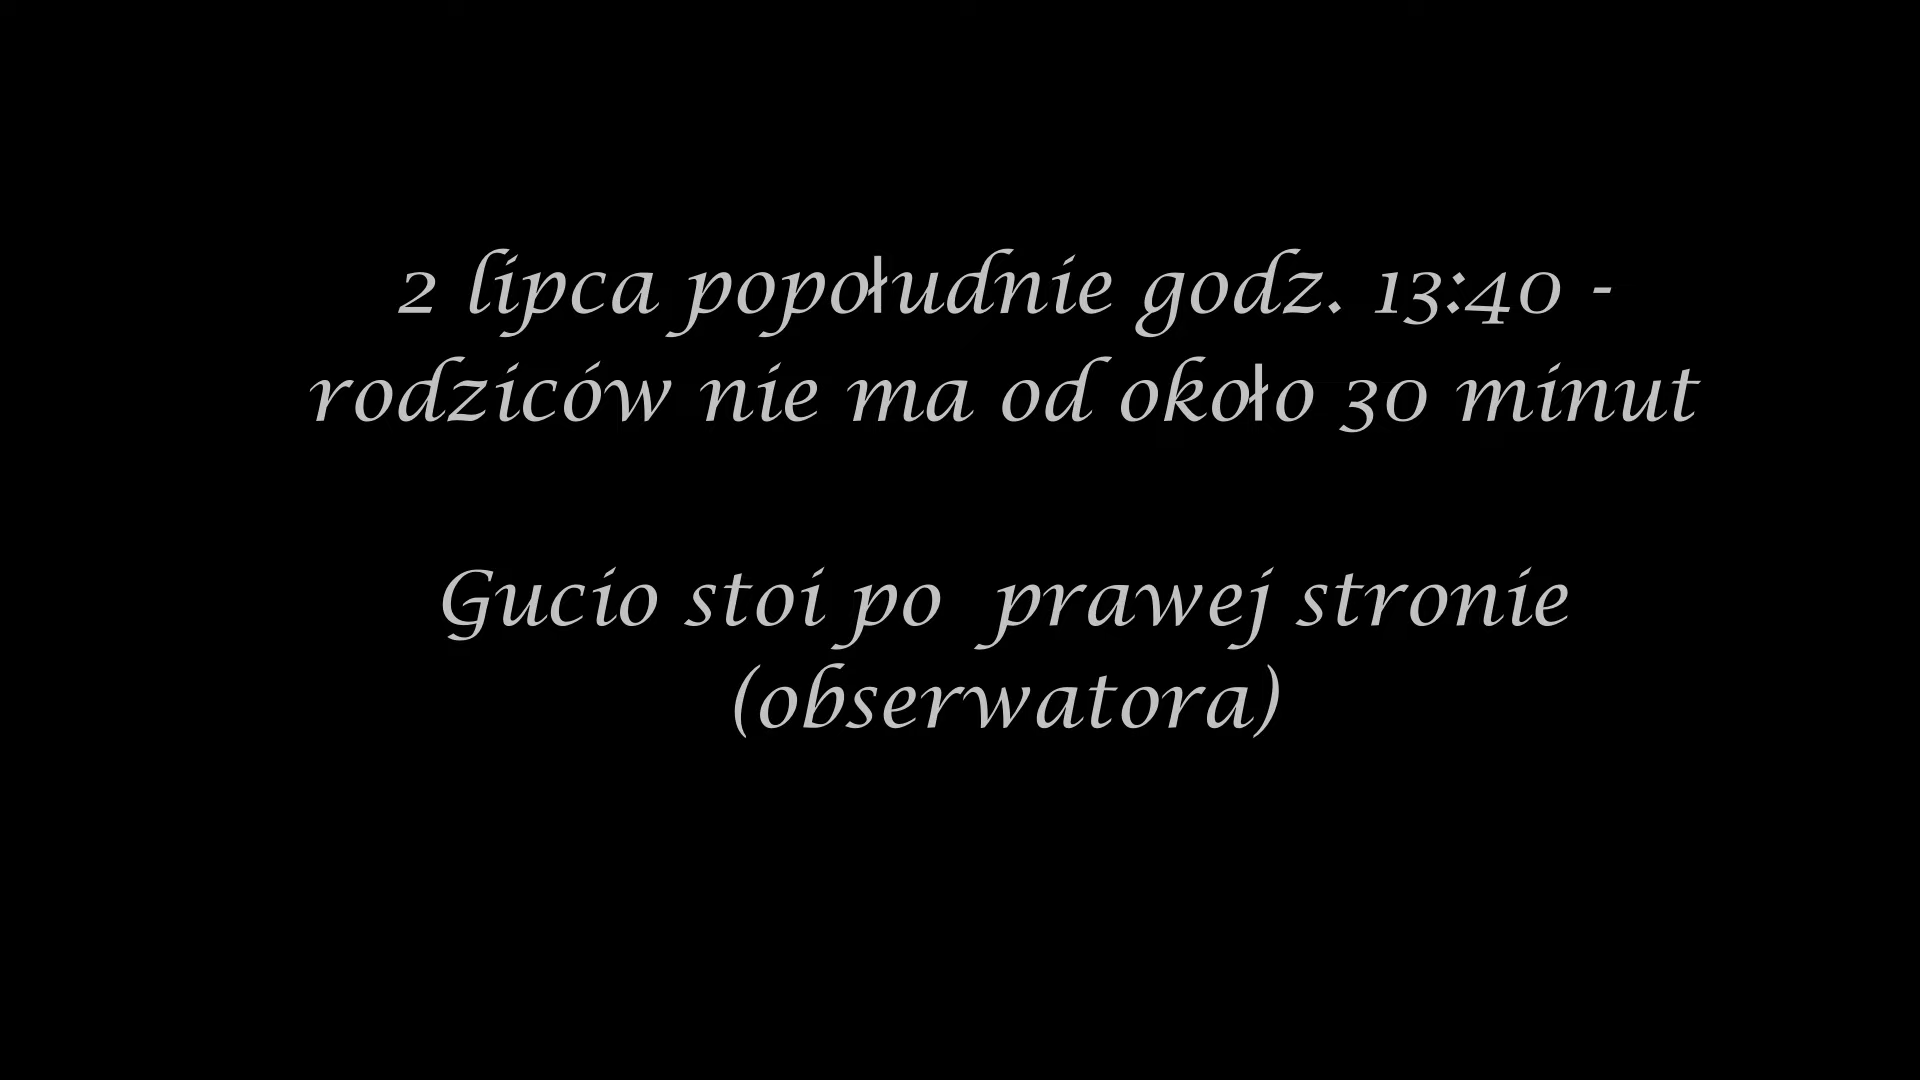 2 lipca popołudnie godz. 13:40 -
rodziców nie ma od około 30 minut
Gucio stoi po  prawej stronie
(obserwatora)